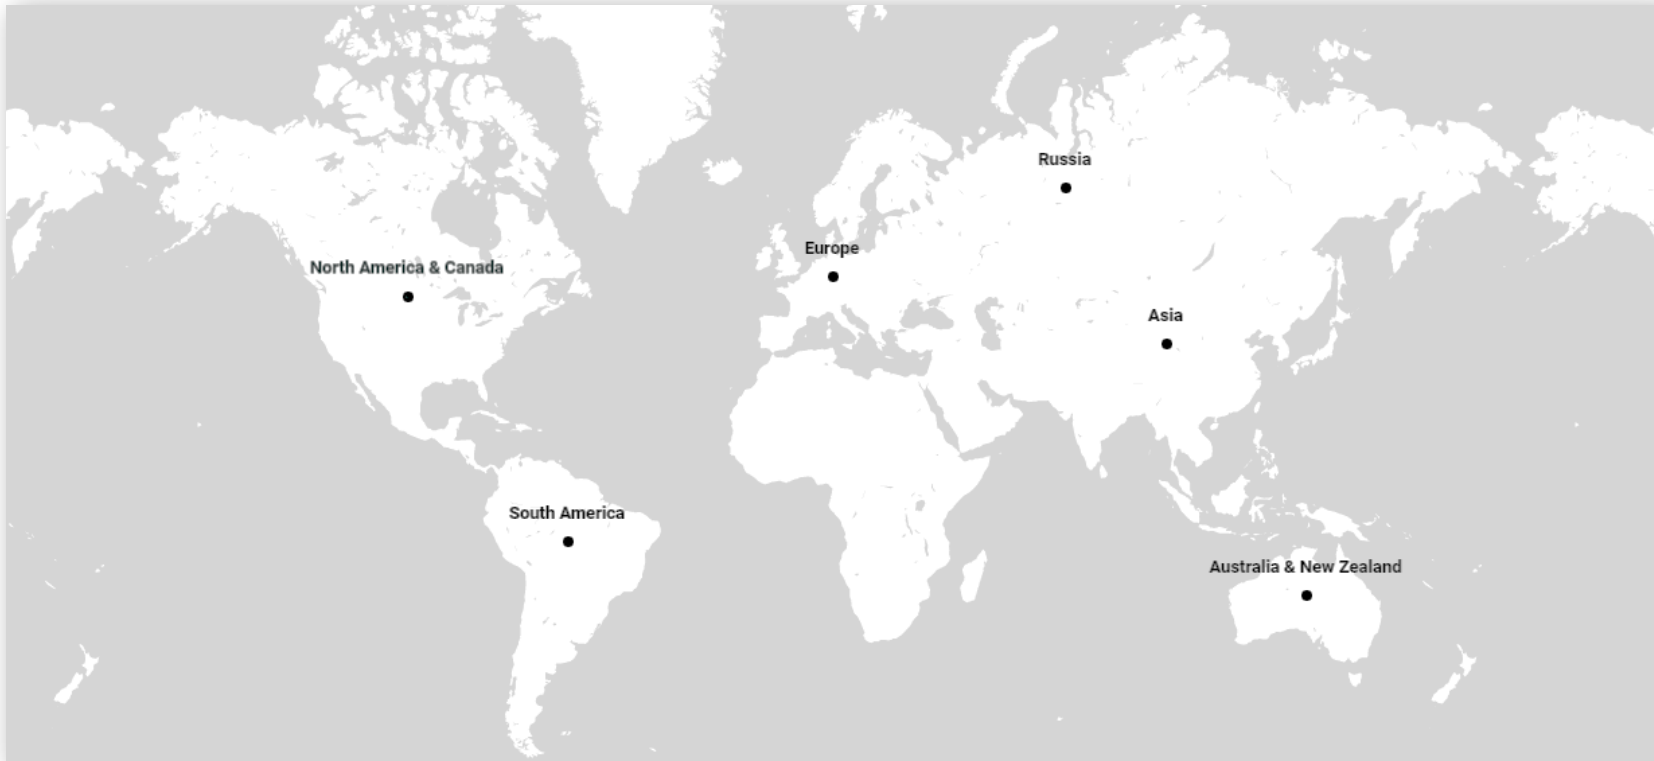 Russia
Europe
North America & Canada
Asia
South America
Australia & New Zealand